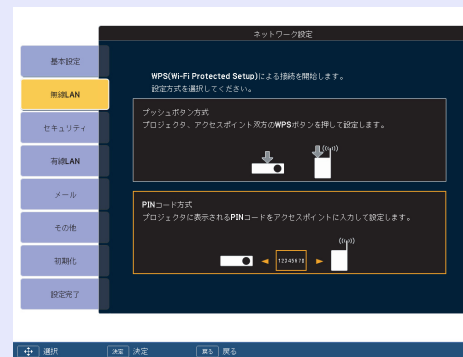 ネットワーク設定
基本設定
無線LAN
セキュリティ
有線LAN
メール
その他
初期化
設定完了
WPS(Wi-Fi Protected Setup)による接続を開始します。
設定方式を選択してください。
プッシュボタン方式
プロジェクタ、アクセスポイント双方のWPSボタンを押して設定します。
PINコード方式
プロジェクタに表示されるPINコードをアクセスポイントに入力して設定します。
12345678
選択 決定 決定 戻る 戻る